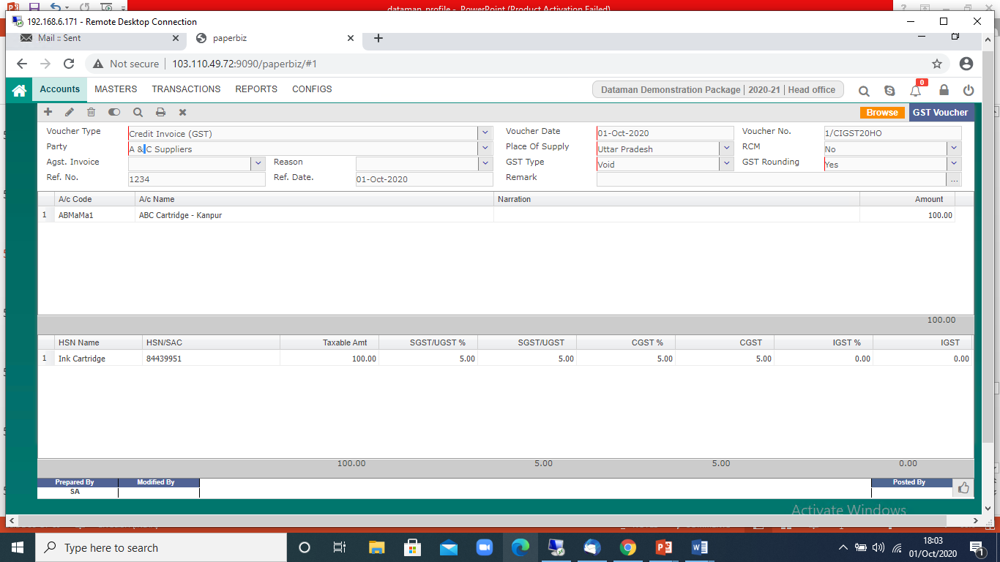 dataman_profile - PowerPoint (Product Activation Failed)
192.168.6.171 - Remote Desktop Connection
Mail :: Sent
paperbiz
Not secure | 103.110.49.72:9090/paperbiz/#1
Accounts MASTERS TRANSACTIONS REPORTS CONFIGS
Dataman Demonstration Package | 2020-21 | Head office
0
Browse GST Voucher
Voucher Type Credit Invoice (GST) Voucher Date 01-Oct-2020 Voucher No. 1/CIGST20HO
Party A & C Suppliers Place Of Supply Uttar Pradesh RCM No
Agst. Invoice Reason GST Type Void GST Rounding Yes
Ref. No. 1234 Ref. Date. 01-Oct-2020 Remark ...
A/c Code A/c Name Narration Amount
1 ABMaMa1 ABC Cartridge - Kanpur 100.00
100.00
HSN Name HSN/SAC Taxable Amt SGST/UGST % SGST/UGST CGST % CGST IGST % IGST
1 Ink Cartridge 84439951 100.00 5.00 5.00 5.00 5.00 0.00 0.00
100.00 5.00 5.00 0.00
Prepared By Modified By Posted By
SA
Activate Windows
Type here to search
18:03
01/Oct/2020
1